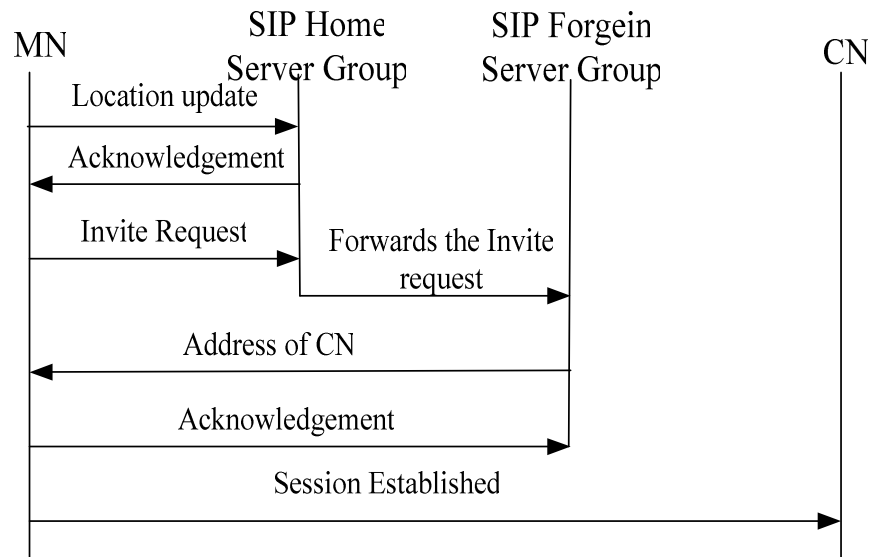 MN
SIP Home
Server Group
SIP Forgein
Server Group
CN
Location update
Acknowledgement
Invite Request
Forwards the Invite
request
Address of CN
Acknowledgement
Session Established